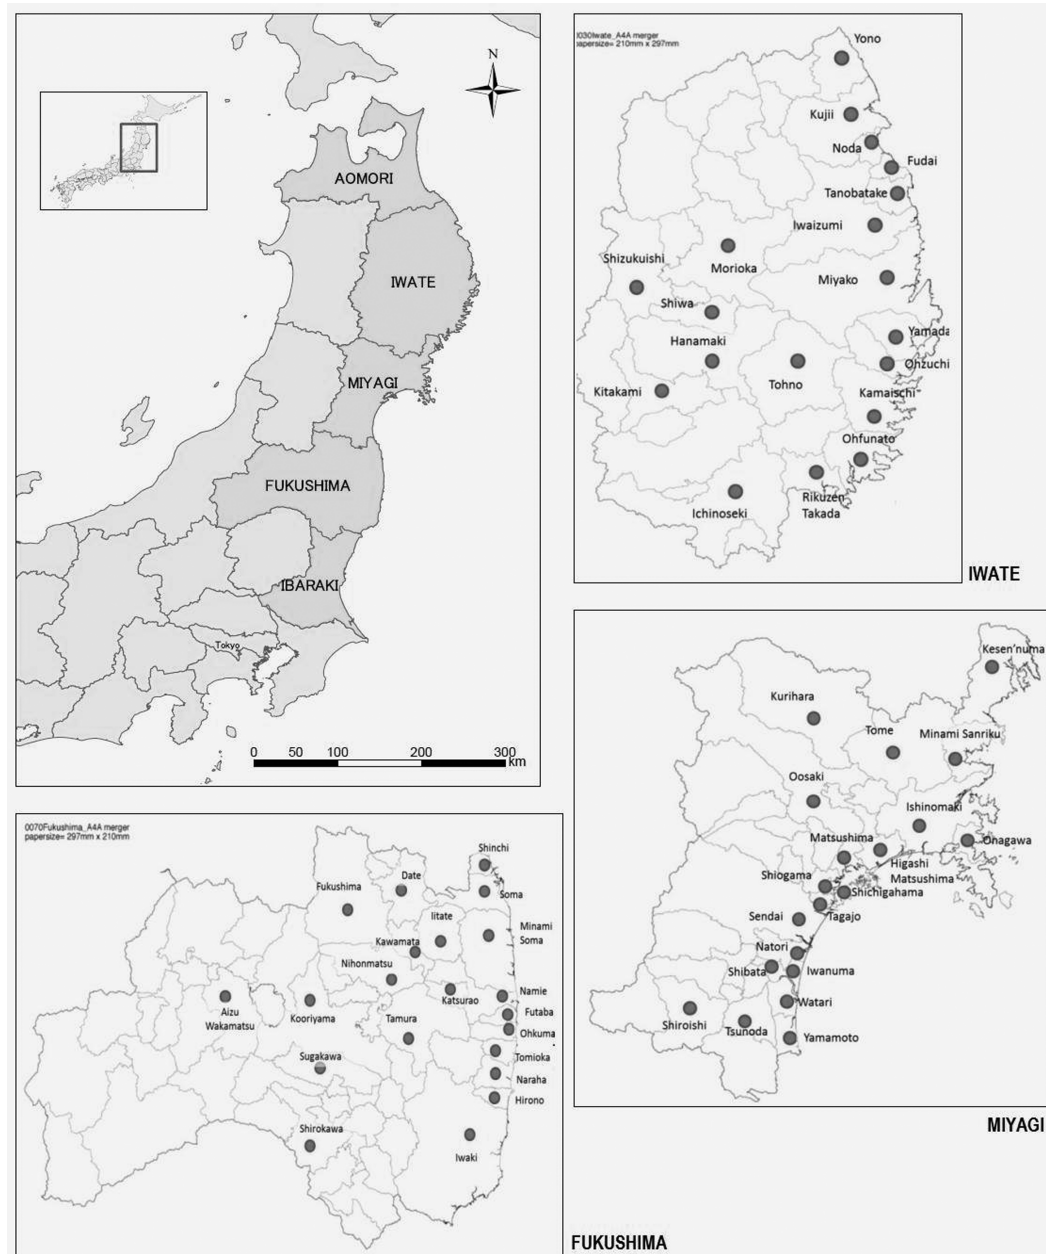 N
AOMORI
IWATE
MIYAGI
FUKUSHIMA
IBARAKI
Tokyo
0 50 100 200 300
km
0030Iwate_A4A merger
papersize= 210mm x 297mm
Yono
Kujii
Noda
Fudai
Tanobatake
Iwaizumi
Morioka
Shizukuishi
Miyako
Shiwa
Yamada
Hanamaki
Ohzuchi
Tohno
Kitakami
Kamaischi
Ohfunato
Rikuzen
Takada
Ichinoseki
IWATE
Kesen'numa
Kurihara
Tome
Minami Sanriku
Oosaki
Ishinomaki
Matsushima
Onagawa
Higashi
Matsushima
Shiogama
Shichigahama
Sendai
Tagajo
Natori
Shibata
Iwanuma
Watari
Shiroishi
Tsunoda
Yamamoto
MIYAGI
0070Fukushima_A4A merger
papersize= 297mm x 210mm
Shinchi
Date
Fukushima
Soma
Iitate
Minami
Soma
Kawamata
Nihonmatsu
Namie
Katsurao
Aizu
Wakamatsu
Kooriyama
Tamura
Futaba
Ohkuma
Tomioka
Sugakawa
Naraha
Hirono
Shirokawa
Iwaki
FUKUSHIMA